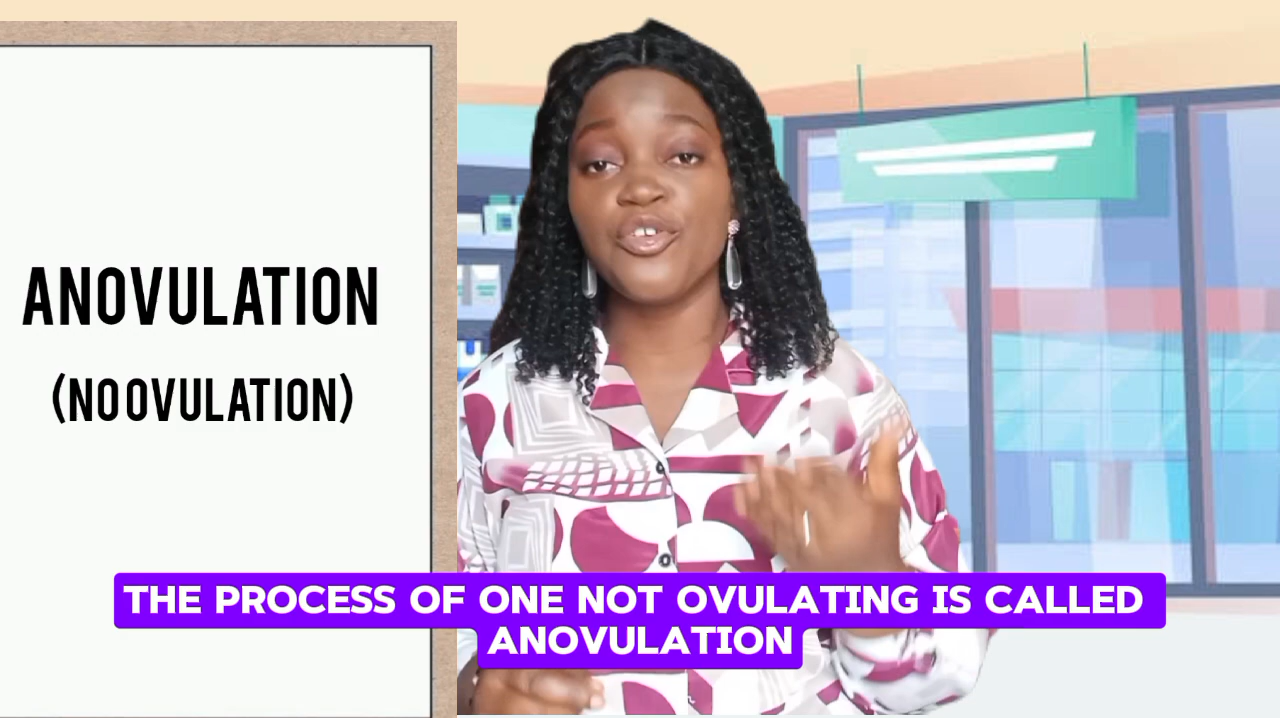 ANOVULATION
(NO OVULATION)
THE PROCESS OF ONE NOT OVULATING IS CALLED
ANOVULATION